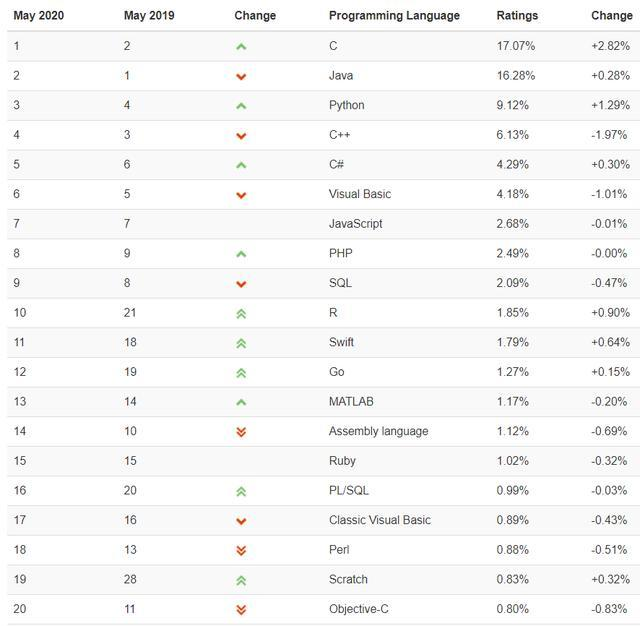 May 2020 May 2019 Change Programming Language Ratings Change
1 2 C 17.07% +2.82%
2 1 Java 16.28% +0.28%
3 4 Python 9.12% +1.29%
4 3 C++ 6.13% -1.97%
5 6 C# 4.29% +0.30%
6 5 Visual Basic 4.18% -1.01%
7 7 JavaScript 2.68% -0.01%
8 9 PHP 2.49% -0.00%
9 8 SQL 2.09% -0.47%
10 21 R 1.85% +0.90%
11 18 Swift 1.79% +0.64%
12 19 Go 1.27% +0.15%
13 14 MATLAB 1.17% -0.20%
14 10 Assembly language 1.12% -0.69%
15 15 Ruby 1.02% -0.32%
16 20 PL/SQL 0.99% -0.03%
17 16 Classic Visual Basic 0.89% -0.43%
18 13 Perl 0.88% -0.51%
19 28 Scratch 0.83% +0.32%
20 11 Objective-C 0.80% -0.83%